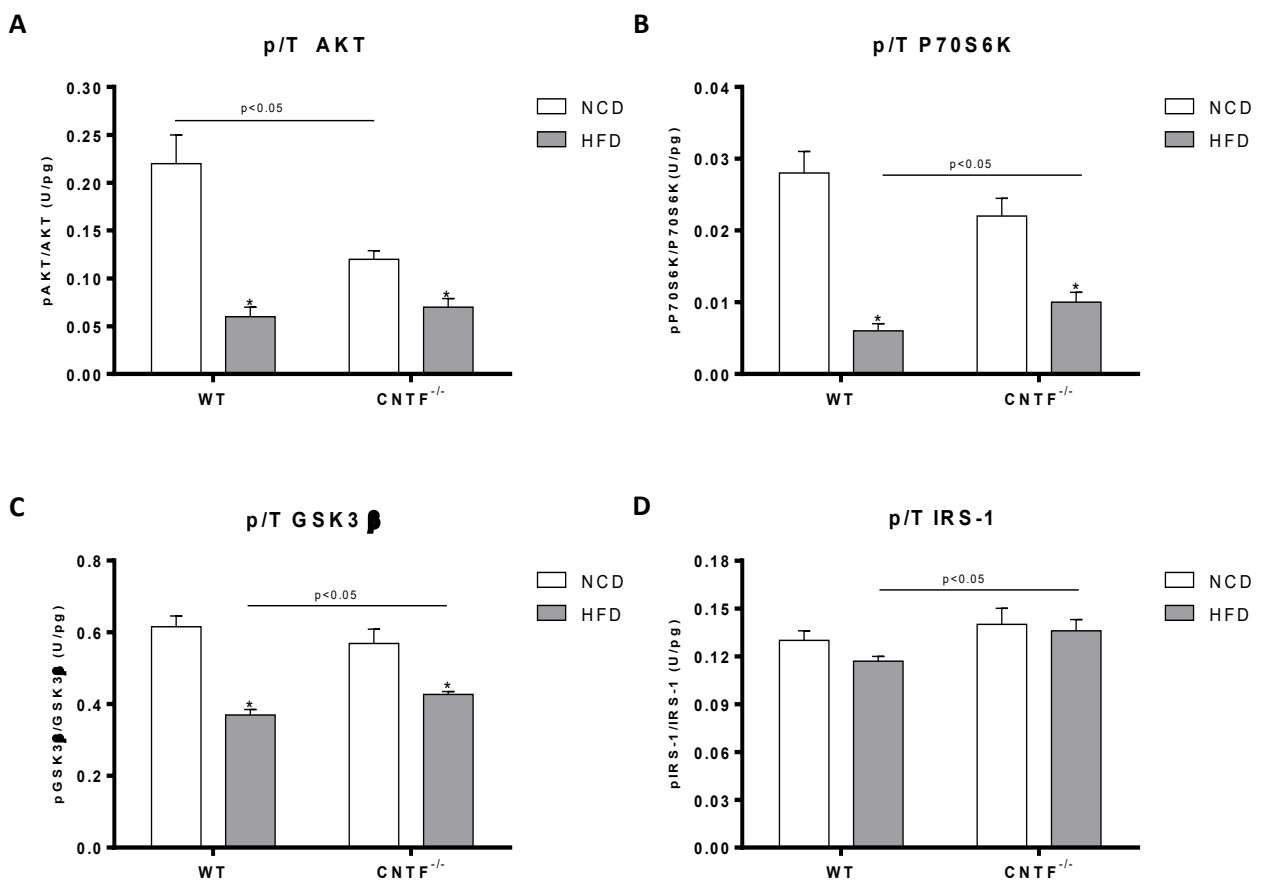 A
p/T AKT
pAKT/AKT (U/pg)
0.30
0.25
0.20
0.15
0.10
0.05
0.00
p<0.05
*
*
WT
CNTF-/-
NCD
HFD
B
p/T P70S6K
pP70S6K/P70S6K(U/pg)
0.04
0.03
0.02
0.01
0.00
p<0.05
*
*
WT
CNTF-/-
NCD
HFD
C
p/T GSK3β
pGSK3β/GSK3β (U/pg)
0.8
0.6
0.4
0.2
0.0
p<0.05
*
*
WT
CNTF-/-
NCD
HFD
D
p/T IRS-1
pIRS-1/IRS-1 (U/pg)
0.18
0.15
0.12
0.09
0.06
0.03
0.00
p<0.05
WT
CNTF-/-
NCD
HFD